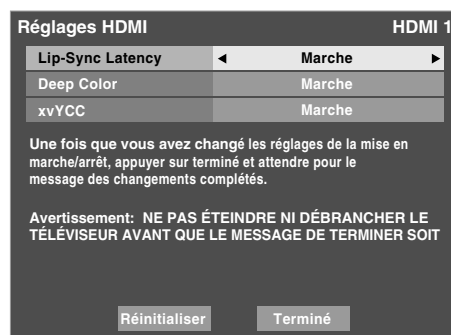 Réglages HDMI HDMI 1
Lip-Sync Latency ◀ Marche ▶
Deep Color Marche
xvYCC Marche
Une fois que vous avez changé les réglages de la mise en
marche/arrêt, appuyer sur terminé et attendre pour le
message des changements complétés.
Avertissement: NE PAS ÉTEINDRE NI DÉBRANCHER LE
TÉLÉVISEUR AVANT QUE LE MESSAGE DE TERMINER SOIT
Réinitialiser Terminé